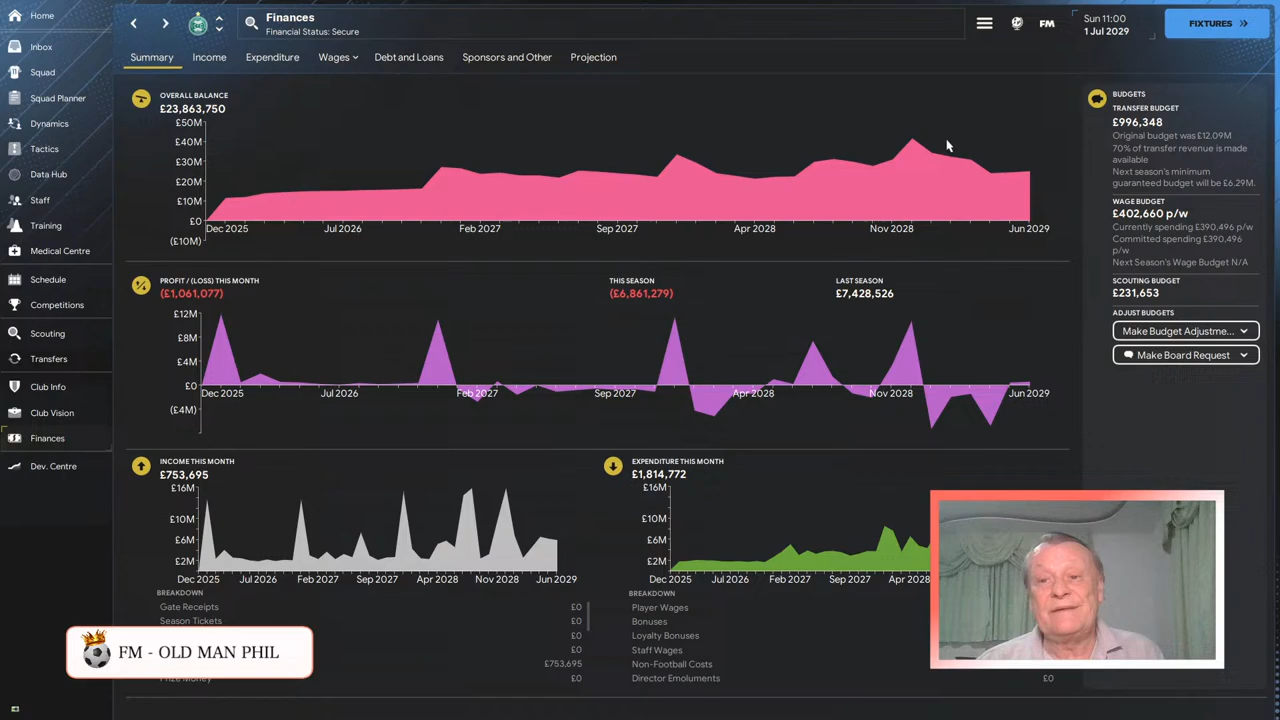 Home
Inbox
Squad
Squad Planner
Dynamics
Tactics
Data Hub
Staff
Training
Medical Centre
Schedule
Competitions
Scouting
Transfers
Club Info
Club Vision
Finances
Dev. Centre
Finances
Financial Status: Secure
FM
Sun 11:00
1 Jul 2029
FIXTURES
Summary
Income
Expenditure
Wages
Debt and Loans
Sponsors and Other
Projection
OVERALL BALANCE
£23,863,750
£50M
£40M
£30M
£20M
£10M
£0
(£10M)
Dec 2025
Jul 2026
Feb 2027
Sep 2027
Apr 2028
Nov 2028
Jun 2029
PROFIT / (LOSS) THIS MONTH
(£1,061,077)
THIS SEASON
(£6,861,279)
LAST SEASON
£7,428,526
£12M
£8M
£4M
£0
(£4M)
Dec 2025
Jul 2026
Feb 2027
Sep 2027
Apr 2028
Nov 2028
Jun 2029
INCOME THIS MONTH
£753,695
£16M
£10M
£6M
£2M
Dec 2025
Jul 2026
Feb 2027
Sep 2027
Apr 2028
Nov 2028
Jun 2029
BREAKDOWN
Gate Receipts £0
Season Tickets £0
£0
£0
£753,695
£0
EXPENDITURE THIS MONTH
£1,814,772
£16M
£10M
£6M
£2M
Dec 2025
Jul 2026
Feb 2027
Sep 2027
Apr 2028
BREAKDOWN
Player Wages
Bonuses
Loyalty Bonuses
Staff Wages
Non-Football Costs
Director Emoluments £0
BUDGETS
TRANSFER BUDGET
£996,348
Original budget was £12.09M
70% of transfer revenue is made
available
Next season's minimum
guaranteed budget will be £6.29M.
WAGE BUDGET
£402,660 p/w
Currently spending £390,496 p/w
Committed spending £390,496
p/w
Next Season's Wage Budget N/A
SCOUTING BUDGET
£231,653
ADJUST BUDGETS
Make Budget Adjustme...
Make Board Request
FM - OLD MAN PHIL